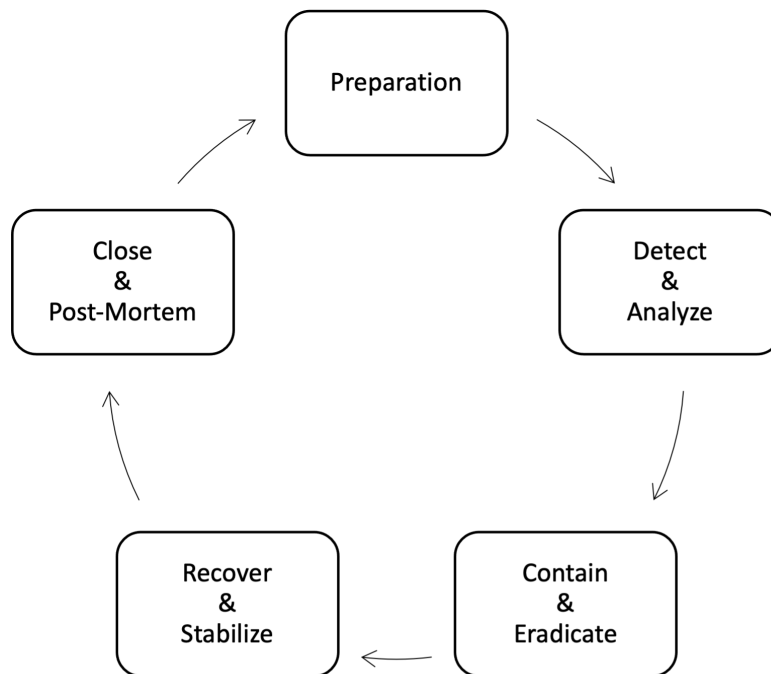 Preparation
Detect
&
Analyze
Contain
&
Eradicate
Recover
&
Stabilize
Close
&
Post-Mortem